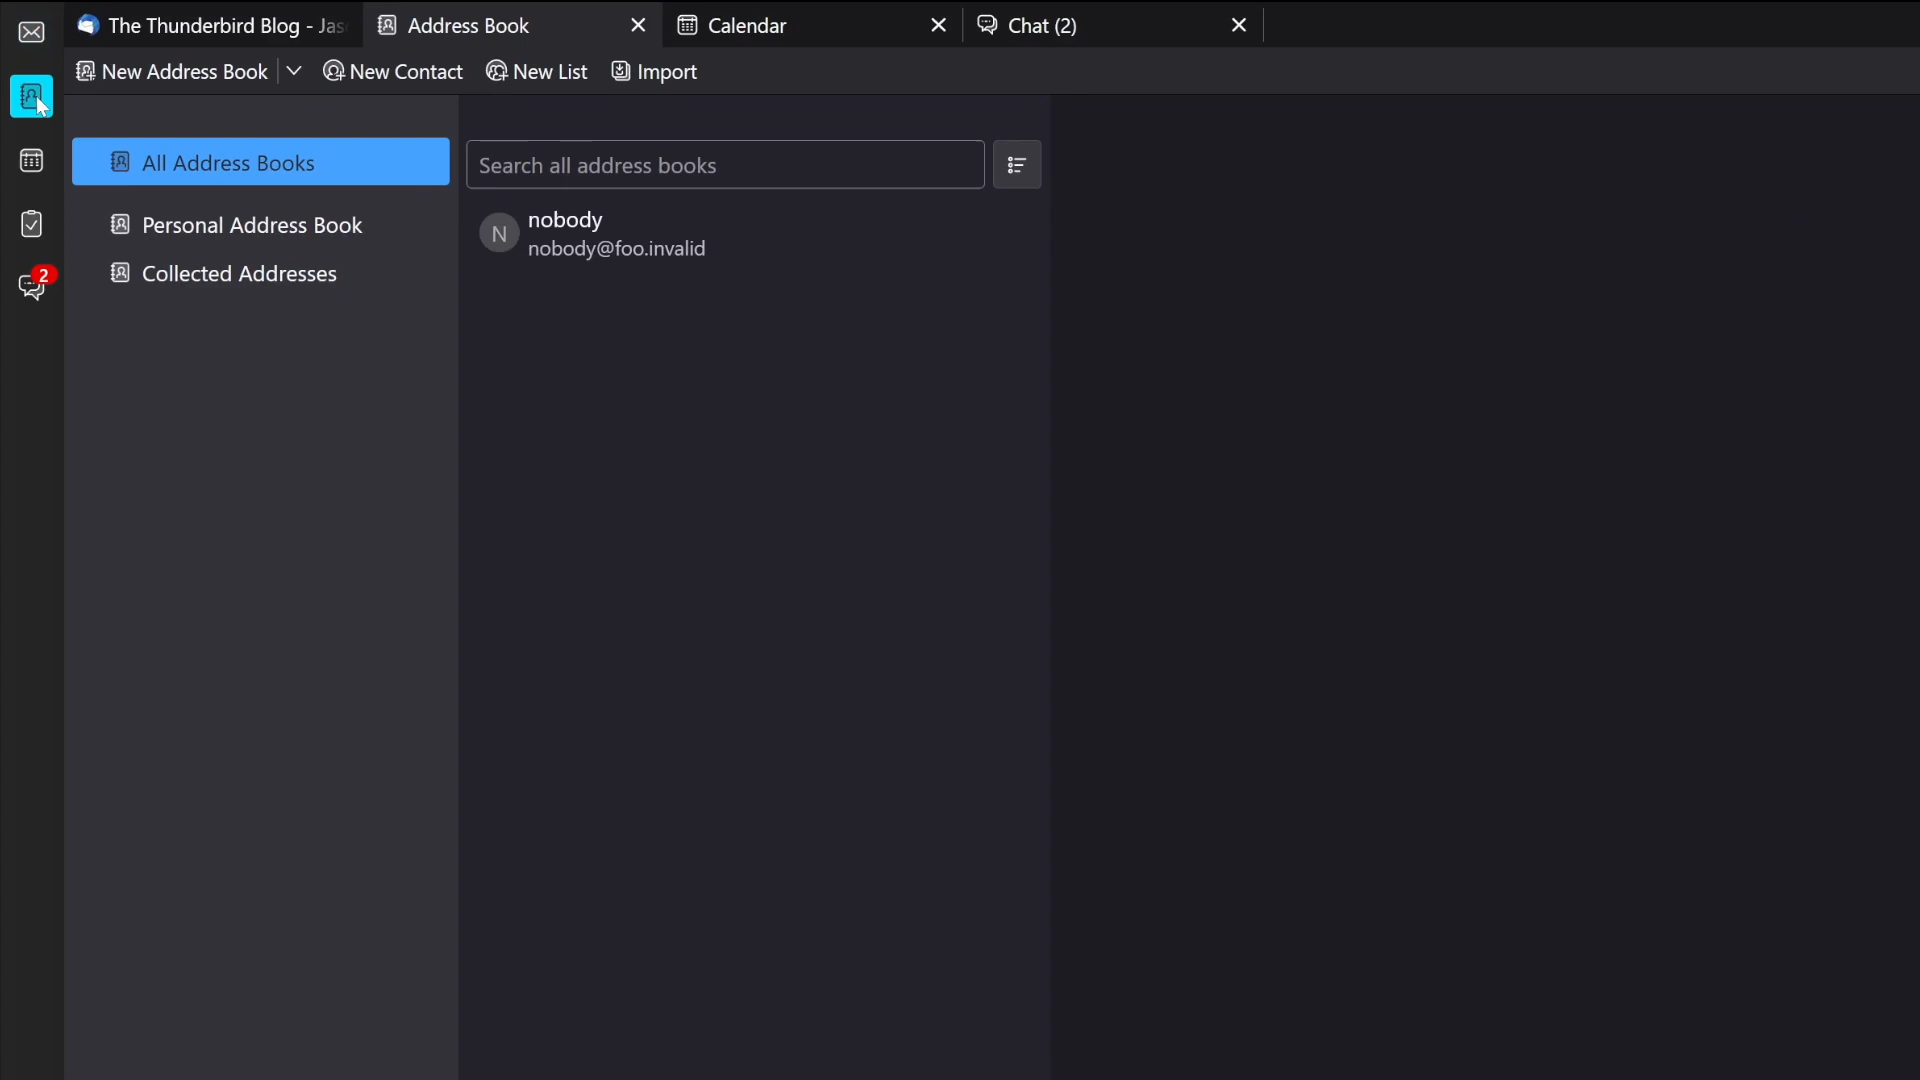 The Thunderbird Blog - Jas
Address Book
Calendar
Chat (2)
New Address Book
New Contact
New List
Import
All Address Books
Personal Address Book
Collected Addresses
2
Search all address books
N
nobody
nobody@foo.invalid